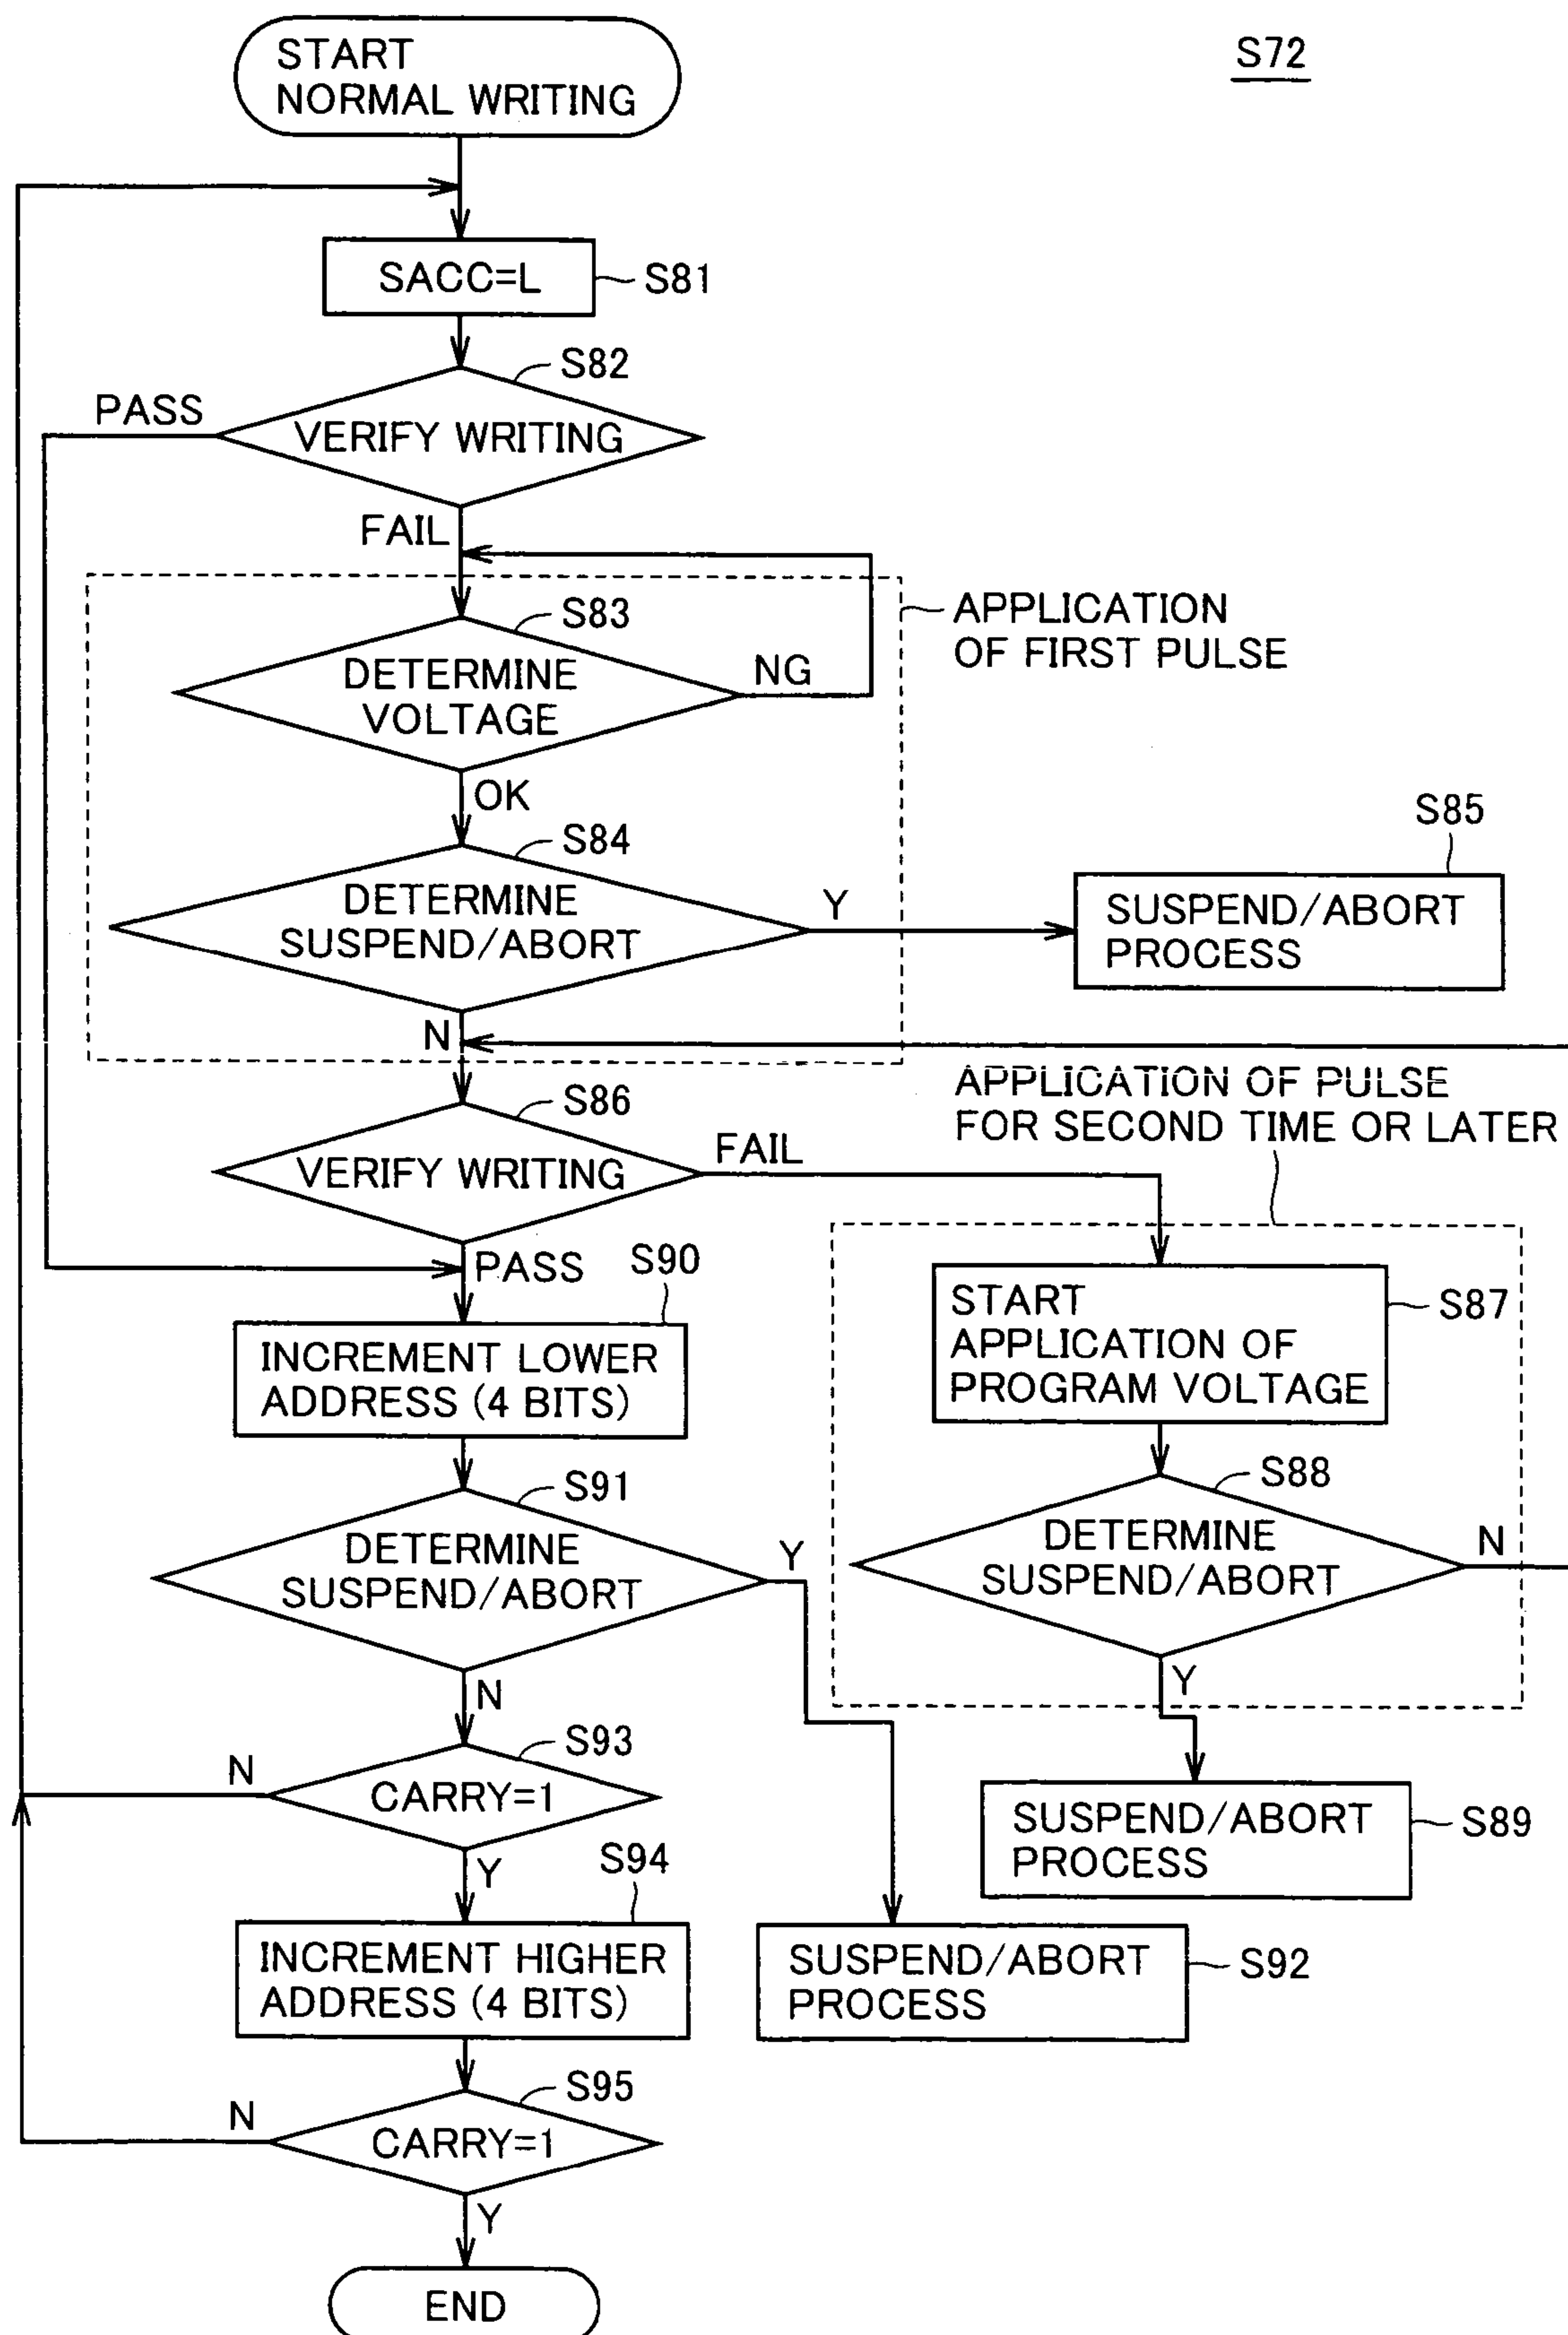 START
NORMAL WRITING
S72
SACC=L
S81
S82
PASS
VERIFY WRITING
FAIL
S83
APPLICATION
OF FIRST PULSE
DETERMINE
VOLTAGE
NG
OK
S84
S85
DETERMINE
SUSPEND/ABORT
Y
SUSPEND/ABORT
PROCESS
N
APPLICATION OF PULSE
FOR SECOND TIME OR LATER
S86
VERIFY WRITING
FAIL
PASS
S90
START
APPLICATION OF
PROGRAM VOLTAGE
S87
INCREMENT LOWER
ADDRESS (4 BITS)
S91
S88
DETERMINE
SUSPEND/ABORT
Y
DETERMINE
SUSPEND/ABORT
N
N
Y
S93
N
CARRY=1
SUSPEND/ABORT
PROCESS
S89
Y
S94
INCREMENT HIGHER
ADDRESS (4 BITS)
SUSPEND/ABORT
PROCESS
S92
S95
N
CARRY=1
Y
END